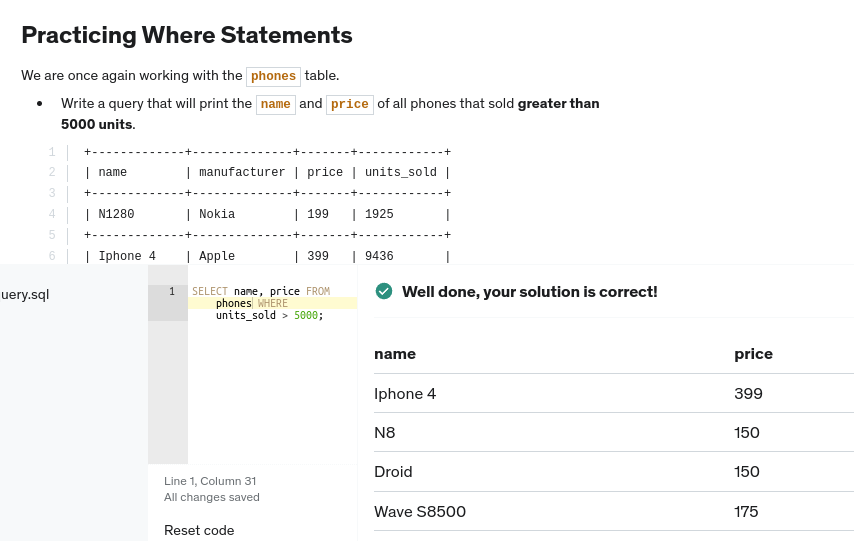 Practicing Where Statements
We are once again working with the phones table.
• Write a query that will print the name and price of all phones that sold greater than
5000 units.
1 +-------------+--------------+-------+------------+
2 | name        | manufacturer | price | units_sold |
3 +-------------+--------------+-------+------------+
4 | N1280       | Nokia        | 199   | 1925       |
5 +-------------+--------------+-------+------------+
6 | Iphone 4    | Apple        | 399   | 9436       |
uery.sql
1 SELECT name, price FROM
phones WHERE
units_sold > 5000;
Line 1, Column 31
All changes saved
Reset code
Well done, your solution is correct!
name price
Iphone 4 399
N8 150
Droid 150
Wave S8500 175